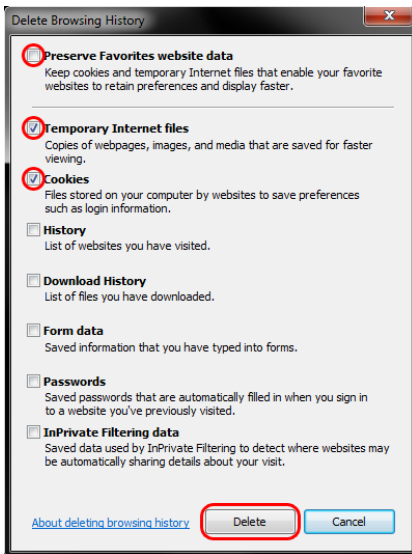 Delete Browsing History
Preserve Favorites website data
Keep cookies and temporary Internet files that enable your favorite
websites to retain preferences and display faster.
Temporary Internet files
Copies of webpages, images, and media that are saved for faster
viewing.
Cookies
Files stored on your computer by websites to save preferences
such as login information.
History
List of websites you have visited.
Download History
List of files you have downloaded.
Form data
Saved information that you have typed into forms.
Passwords
Saved passwords that are automatically filled in when you sign in
to a website you've previously visited.
InPrivate Filtering data
Saved data used by InPrivate Filtering to detect where websites may
be automatically sharing details about your visit.
About deleting browsing history Delete Cancel